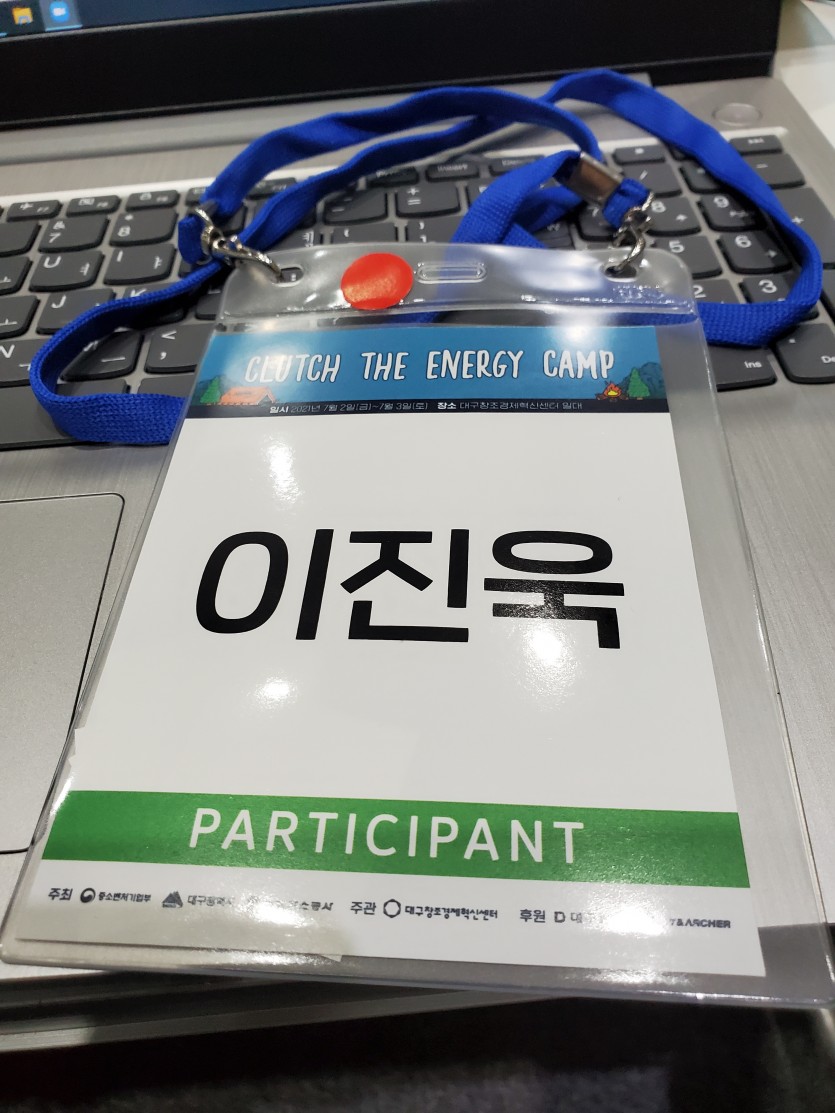 CLUTCH THE ENERGY CAMP
일시 2021년 7월 2일(금)~7월 3일(토) 장소 대구창조경제혁신센터 일대
이진욱
PARTICIPANT
주최 중소벤처기업부 대구광역시 주관 대구창조경제혁신센터 후원 &ARCHER